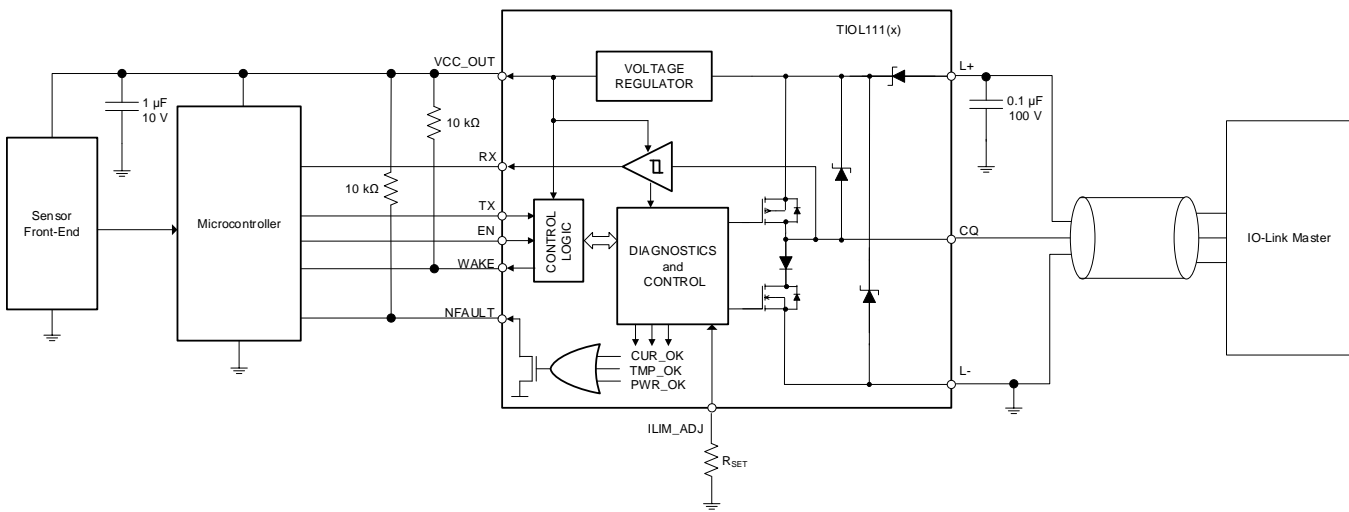 TIOL111(x)
VCC_OUT
VOLTAGE
REGULATOR
L+
1 µF
10 V
10 kΩ
0.1 µF
100 V
RX
10 kΩ
Sensor
Front-End
Microcontroller
TX
EN
WAKE
CONTROL
LOGIC
DIAGNOSTICS
and
CONTROL
CQ
IO-Link Master
NFAULT
CUR_OK
TMP_OK
PWR_OK
L-
ILIM_ADJ
RSET